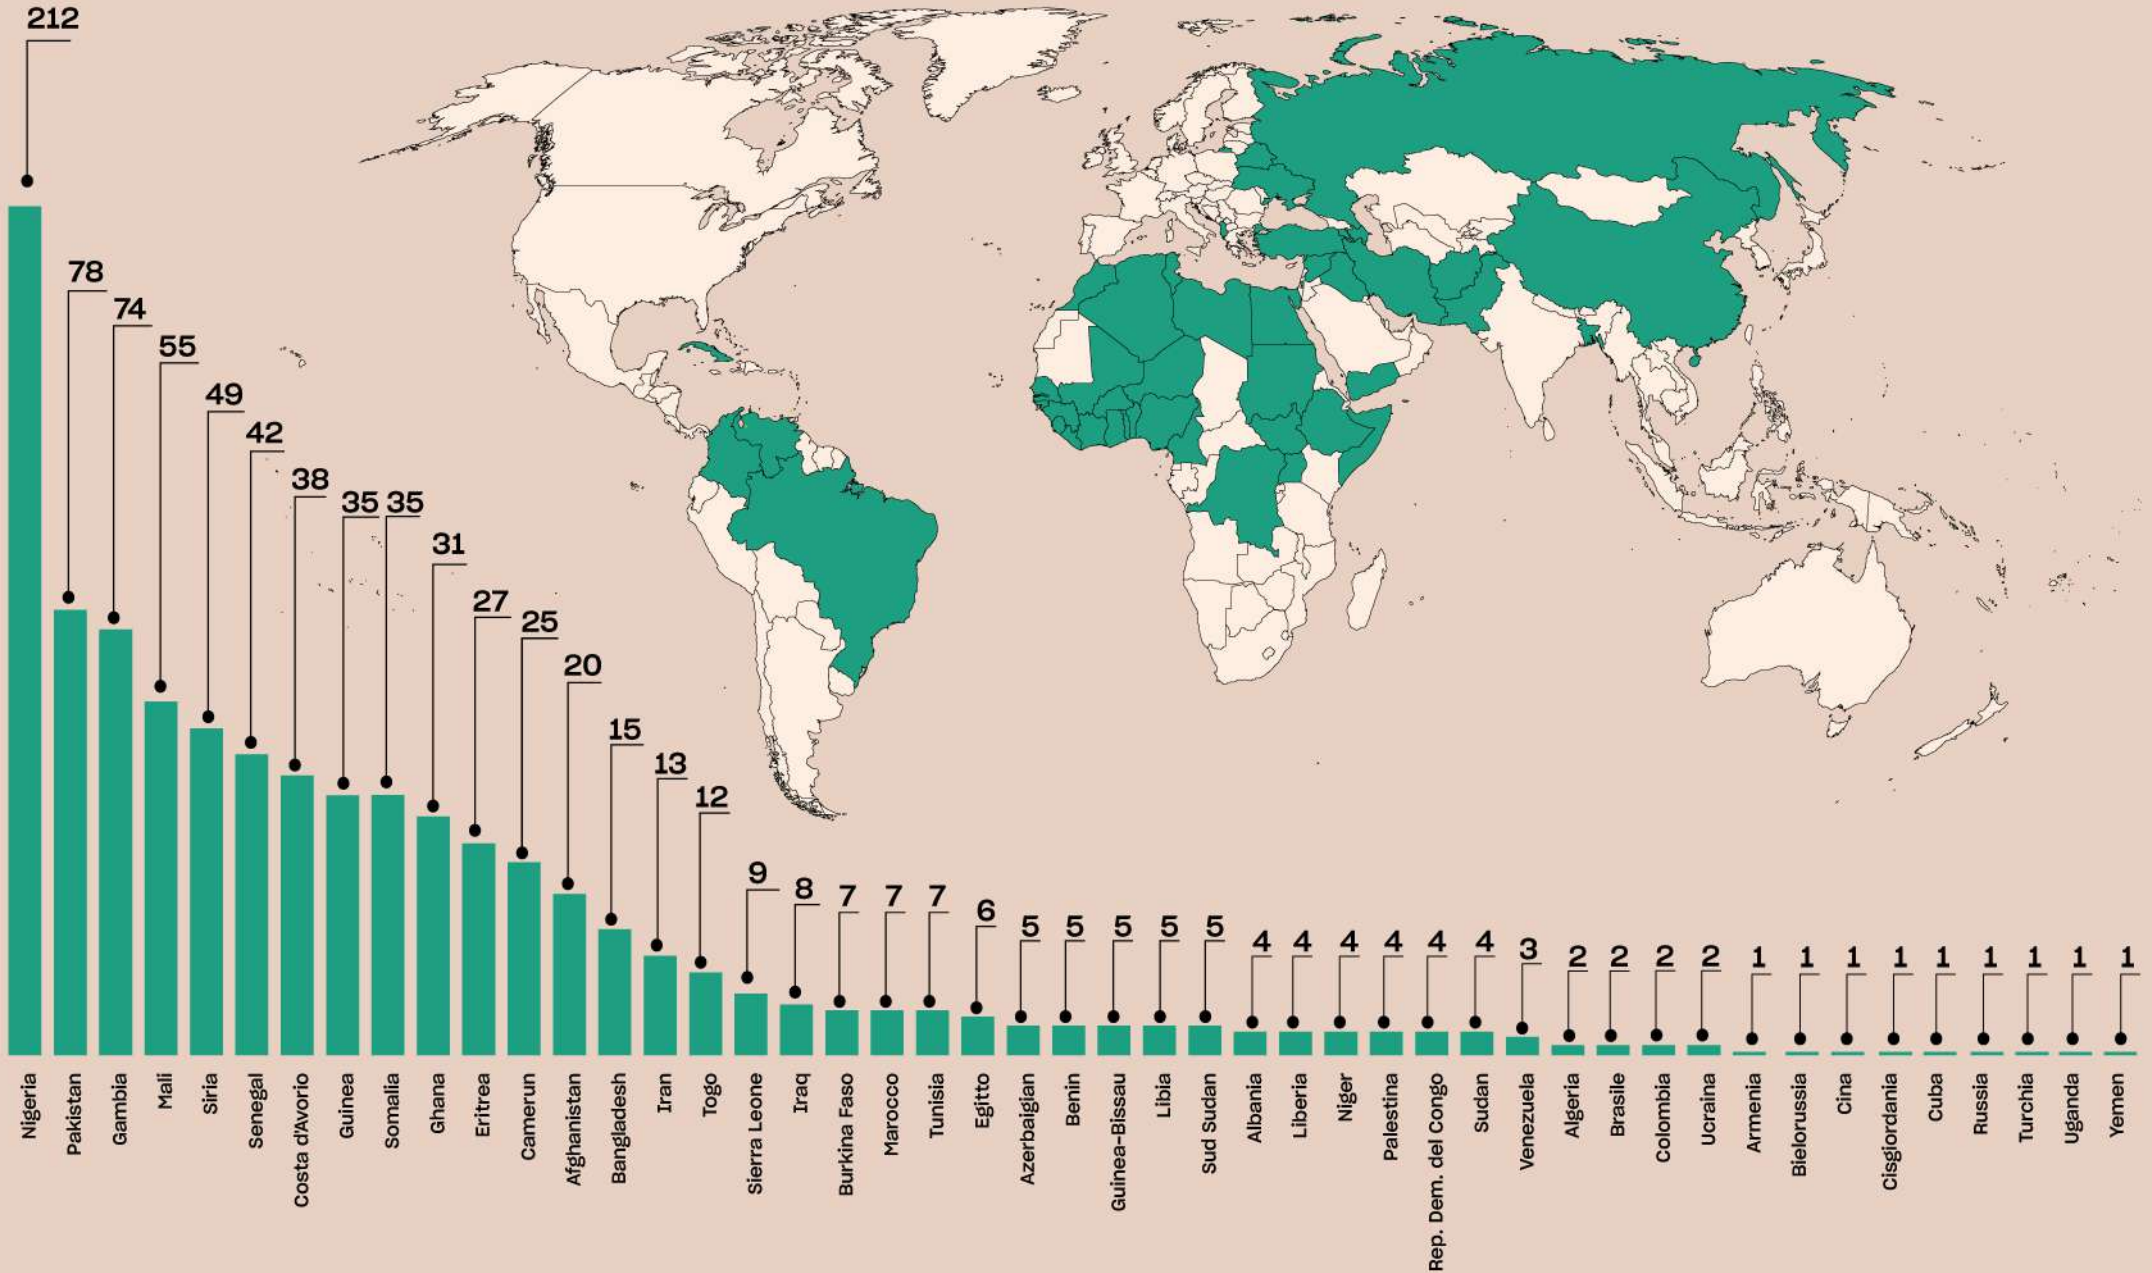 212
78
74
55
49
42
38
35
35
31
27
25
20
15
13
12
9
8
7
7
7
6
5
5
5
5
5
4
4
4
4
4
4
3
2
2
2
2
1
1
1
1
1
1
1
1
1
Nigeria
Pakistan
Gambia
Mali
Siria
Senegal
Costa d'Avorio
Guinea
Somalia
Ghana
Eritrea
Camerun
Afghanistan
Bangladesh
Iran
Togo
Sierra Leone
Iraq
Burkina Faso
Marocco
Tunisia
Egitto
Azerbaigian
Benin
Guinea-Bissau
Libia
Sud Sudan
Albania
Liberia
Niger
Palestina
Rep. Dem. del Congo
Sudan
Venezuela
Algeria
Brasile
Colombia
Ucraina
Armenia
Bielorussia
Cina
Cisgiordania
Cuba
Russia
Turchia
Uganda
Yemen